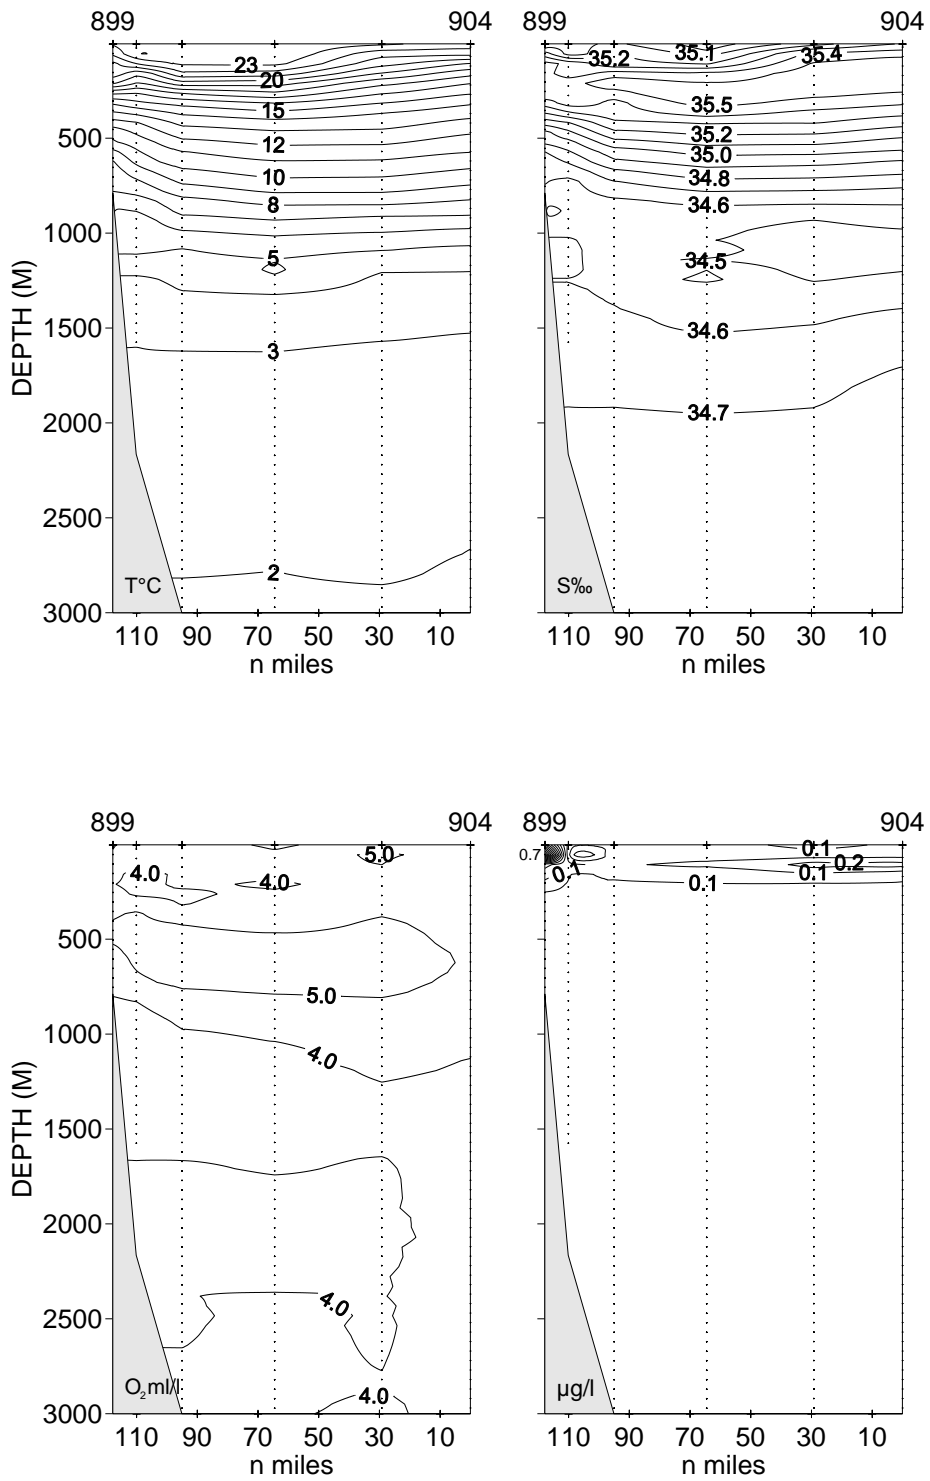 899 904 899 904
23 35.2 35.1 35.4
20
15 35.5
500 12 35.2
35.0
10 34.8
8 34.6
1000
5 34.5
DEPTH (M)
1500 3 34.6
2000 34.7
2500
T°C 2 S‰
3000
110 90 70 50 30 10 110 90 70 50 30 10
n miles n miles
899 904 899 904
5.0 0.7 0.1
4.0 4.0 0.1 0.2
0.1 0.1
500
5.0
1000
4.0
DEPTH (M)
1500
2000
2500 4.0
O₂ml/l 4.0 µg/l
3000
110 90 70 50 30 10 110 90 70 50 30 10
n miles n miles